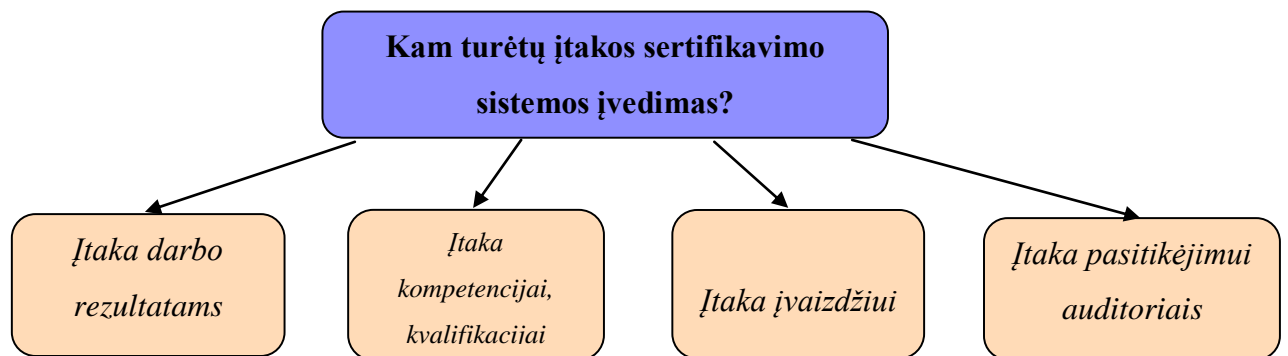 Kam turėtų įtakos sertifikavimo
sistemos įvedimas?
Įtaka darbo
rezultatams
Įtaka
kompetencijai,
kvalifikacijai
Įtaka įvaizdžiui
Įtaka pasitikėjimui
auditoriais